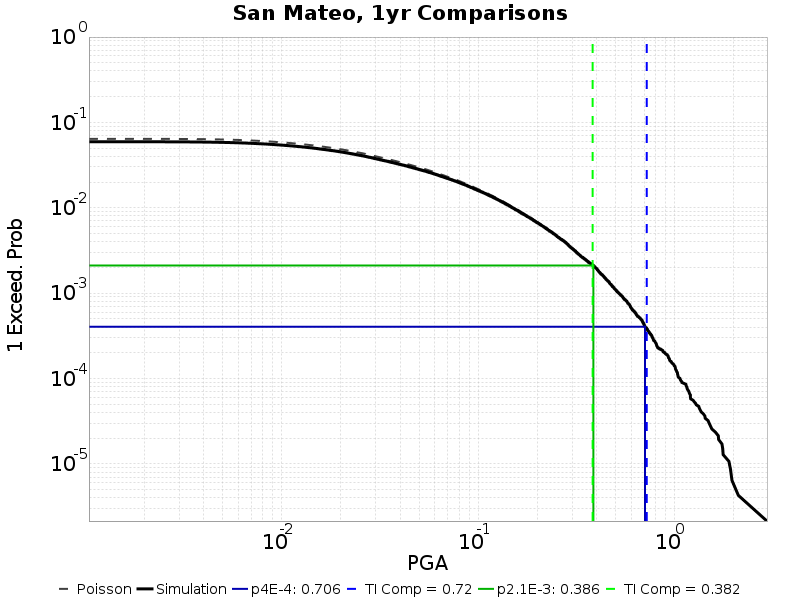 San Mateo, 1yr Comparisons
10^0
10^-1
10^-2
10^-3
10^-4
10^-5
1 Exceed. Prob
10^-2 10^-1 10^0
PGA
Poisson Simulation p4E-4: 0.706 TI Comp = 0.72 p2.1E-3: 0.386 TI Comp = 0.382